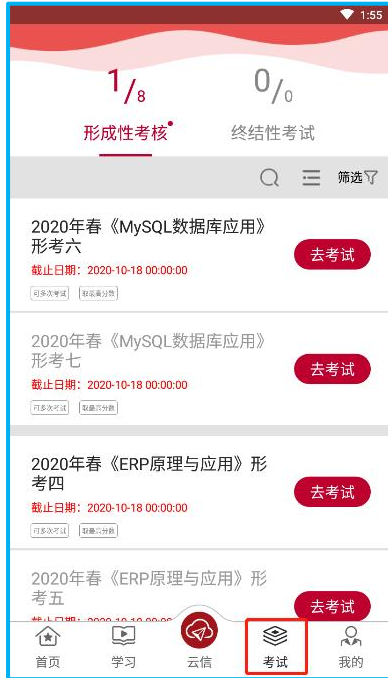 1:55
1/8
0/0
形成性考核
终结性考试
筛选
2020年春《MySQL数据库应用》
形考六
去考试
截止日期：2020-10-18 00:00:00
可多次考试 取最高分数
2020年春《MySQL数据库应用》
形考七
去考试
截止日期：2020-10-18 00:00:00
可多次考试 取最高分数
2020年春《ERP原理与应用》形
考四
去考试
截止日期：2020-10-18 00:00:00
可多次考试 取最高分数
2020年春《ERP原理与应用》形
考五
去考试
首页
学习
云信
考试
我的